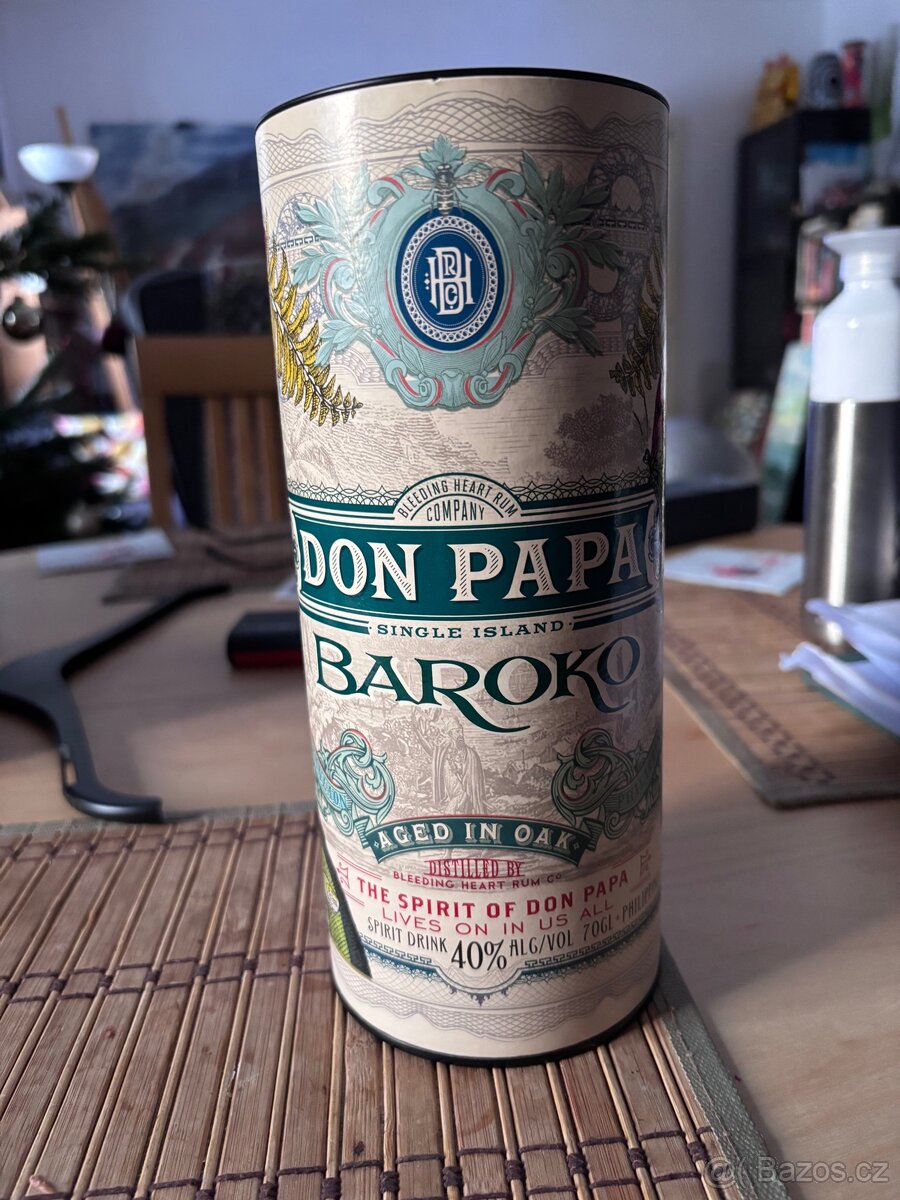 BLEEDING HEART RUM
COMPANY
DON PAPA
SINGLE ISLAND
BAROKO
AGED IN OAK
DISTILLED BY
BLEEDING HEART RUM Co
THE SPIRIT OF DON PAPA
LIVES ON IN US ALL
SPIRIT DRINK 40% ALG/VOL 70CL
Bazos.cz